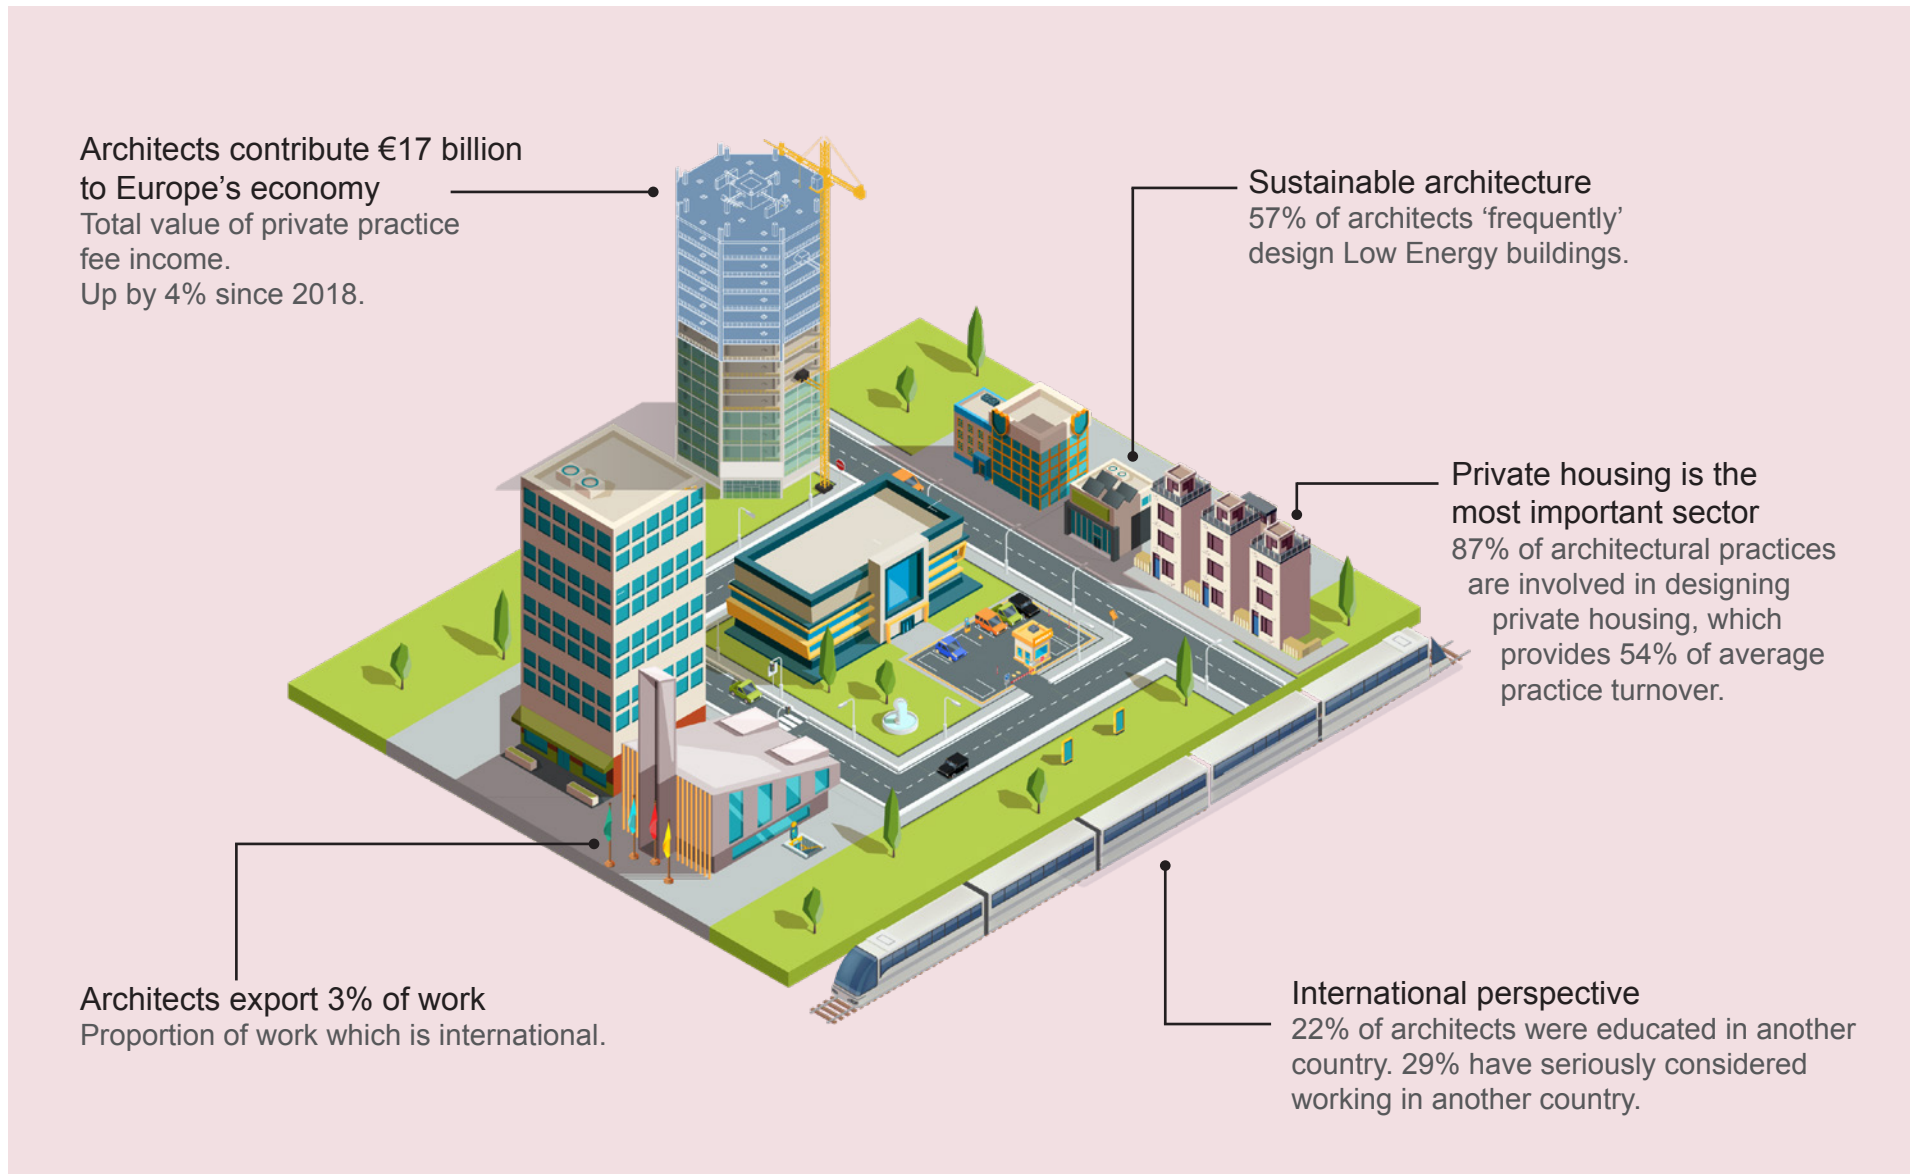 Architects contribute €17 billion
to Europe’s economy
Total value of private practice
fee income.
Up by 4% since 2018.
Sustainable architecture
57% of architects ‘frequently’
design Low Energy buildings.
Private housing is the
most important sector
87% of architectural practices
are involved in designing
private housing, which
provides 54% of average
practice turnover.
Architects export 3% of work
Proportion of work which is international.
International perspective
22% of architects were educated in another
country. 29% have seriously considered
working in another country.